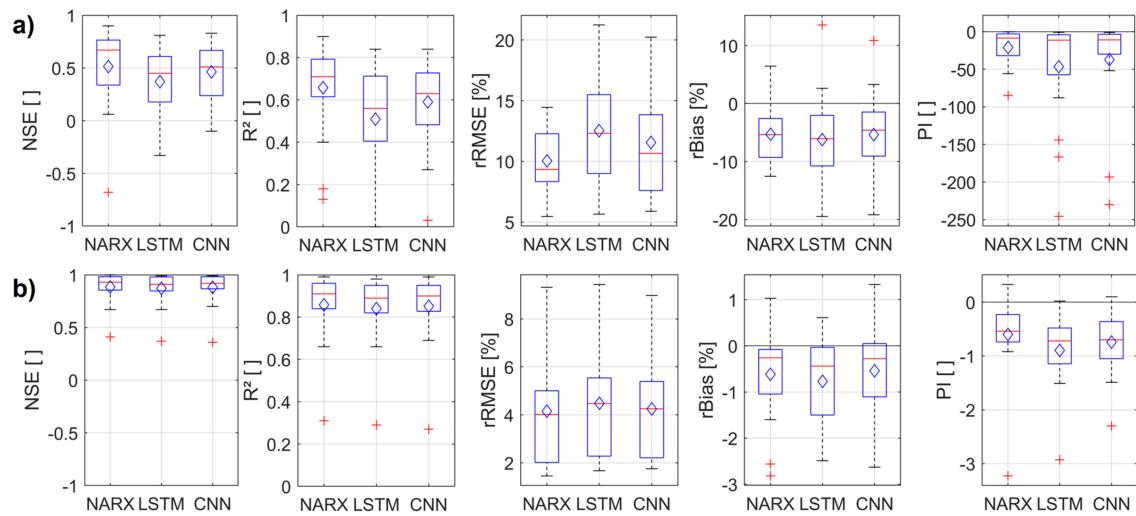 a)
NSE [ ]
1
0.5
0
-0.5
-1
NARX LSTM CNN
R² [ ]
1
0.8
0.6
0.4
0.2
0
NARX LSTM CNN
rRMSE [%]
20
15
10
5
NARX LSTM CNN
rBias [%]
10
0
-10
-20
NARX LSTM CNN
PI [ ]
0
-50
-100
-150
-200
-250
NARX LSTM CNN
b)
NSE [ ]
1
0.5
0
-0.5
-1
NARX LSTM CNN
R² [ ]
1
0.8
0.6
0.4
0.2
0
NARX LSTM CNN
rRMSE [%]
8
6
4
2
NARX LSTM CNN
rBias [%]
1
0
-1
-2
-3
NARX LSTM CNN
PI [ ]
0
-1
-2
-3
NARX LSTM CNN